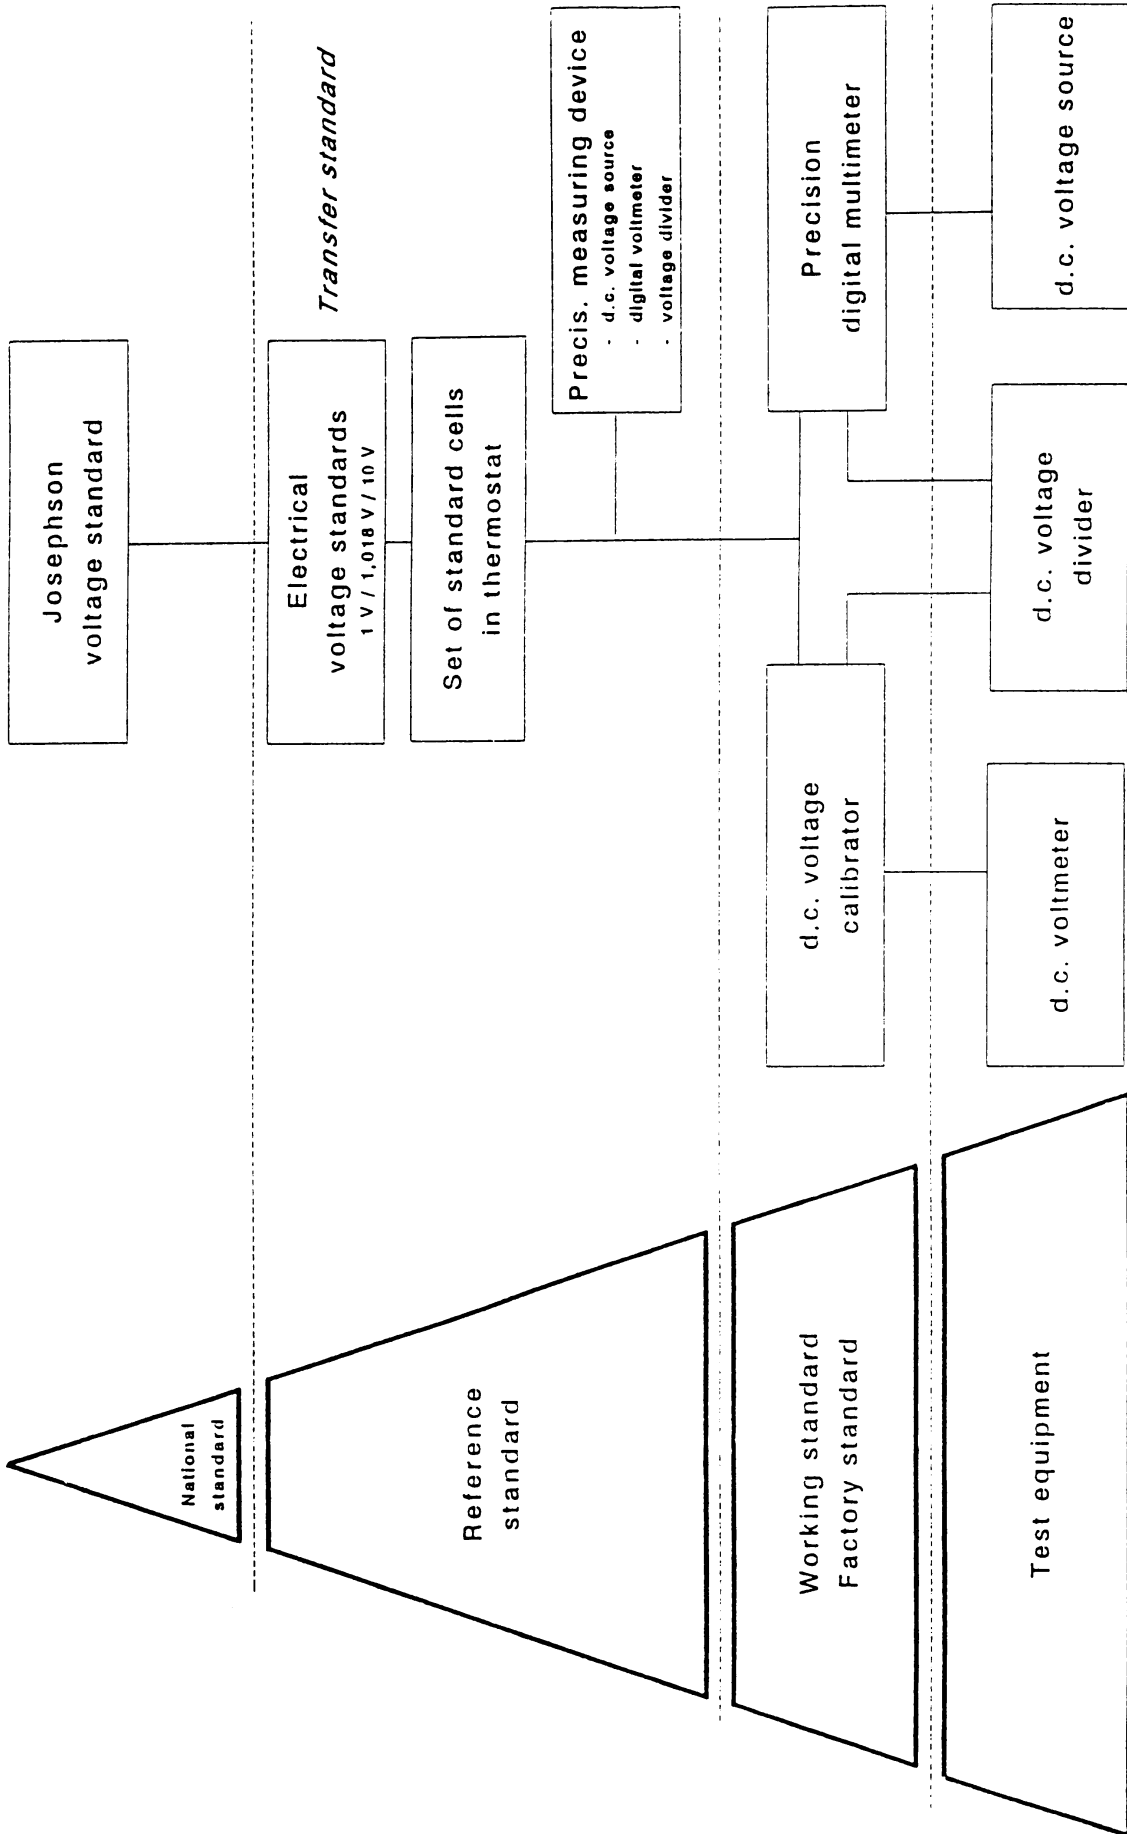 Josephson
voltage standard
Transfer standard
Electrical
voltage standards
1 V / 1,018 V / 10 V
Set of standard cells
in thermostat
Precis. measuring device
- d.c. voltage source
- digital voltmeter
- voltage divider
d.c. voltage
calibrator
Precision
digital multimeter
d.c. voltmeter
d.c. voltage
divider
d.c. voltage source
National
standard
Reference
standard
Working standard
Factory standard
Test equipment